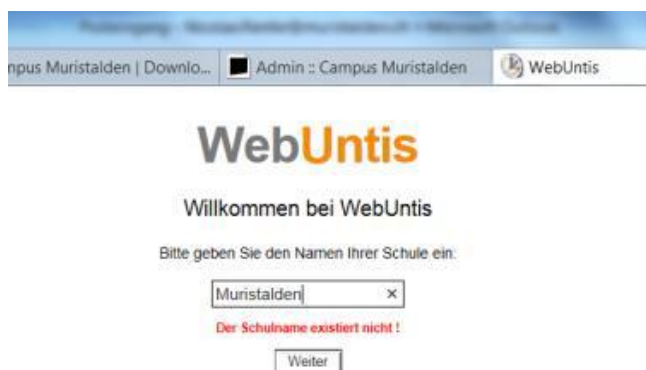 mpus Muristalden | Downlo... Admin :: Campus Muristalden WebUntis
WebUntis
Willkommen bei WebUntis
Bitte geben Sie den Namen Ihrer Schule ein:
Muristalden ×
Der Schulname existiert nicht !
Weiter